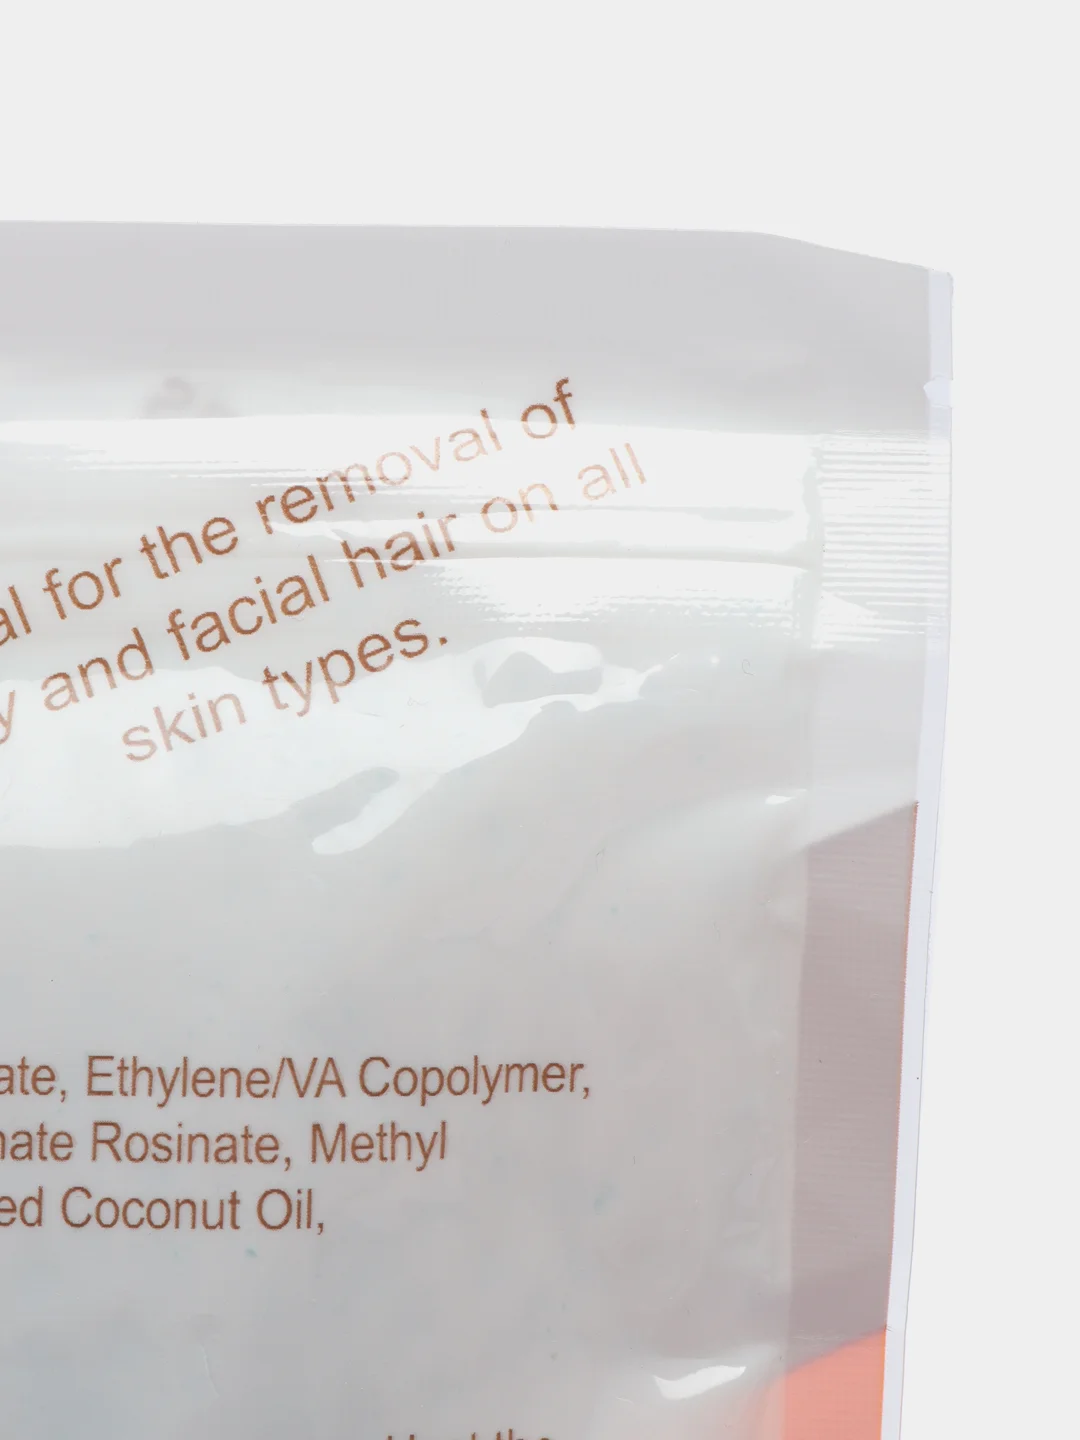 al for the removal of
y and facial hair on all
skin types.
ate, Ethylene/VA Copolymer,
nate Rosinate, Methyl
ed Coconut Oil,
the